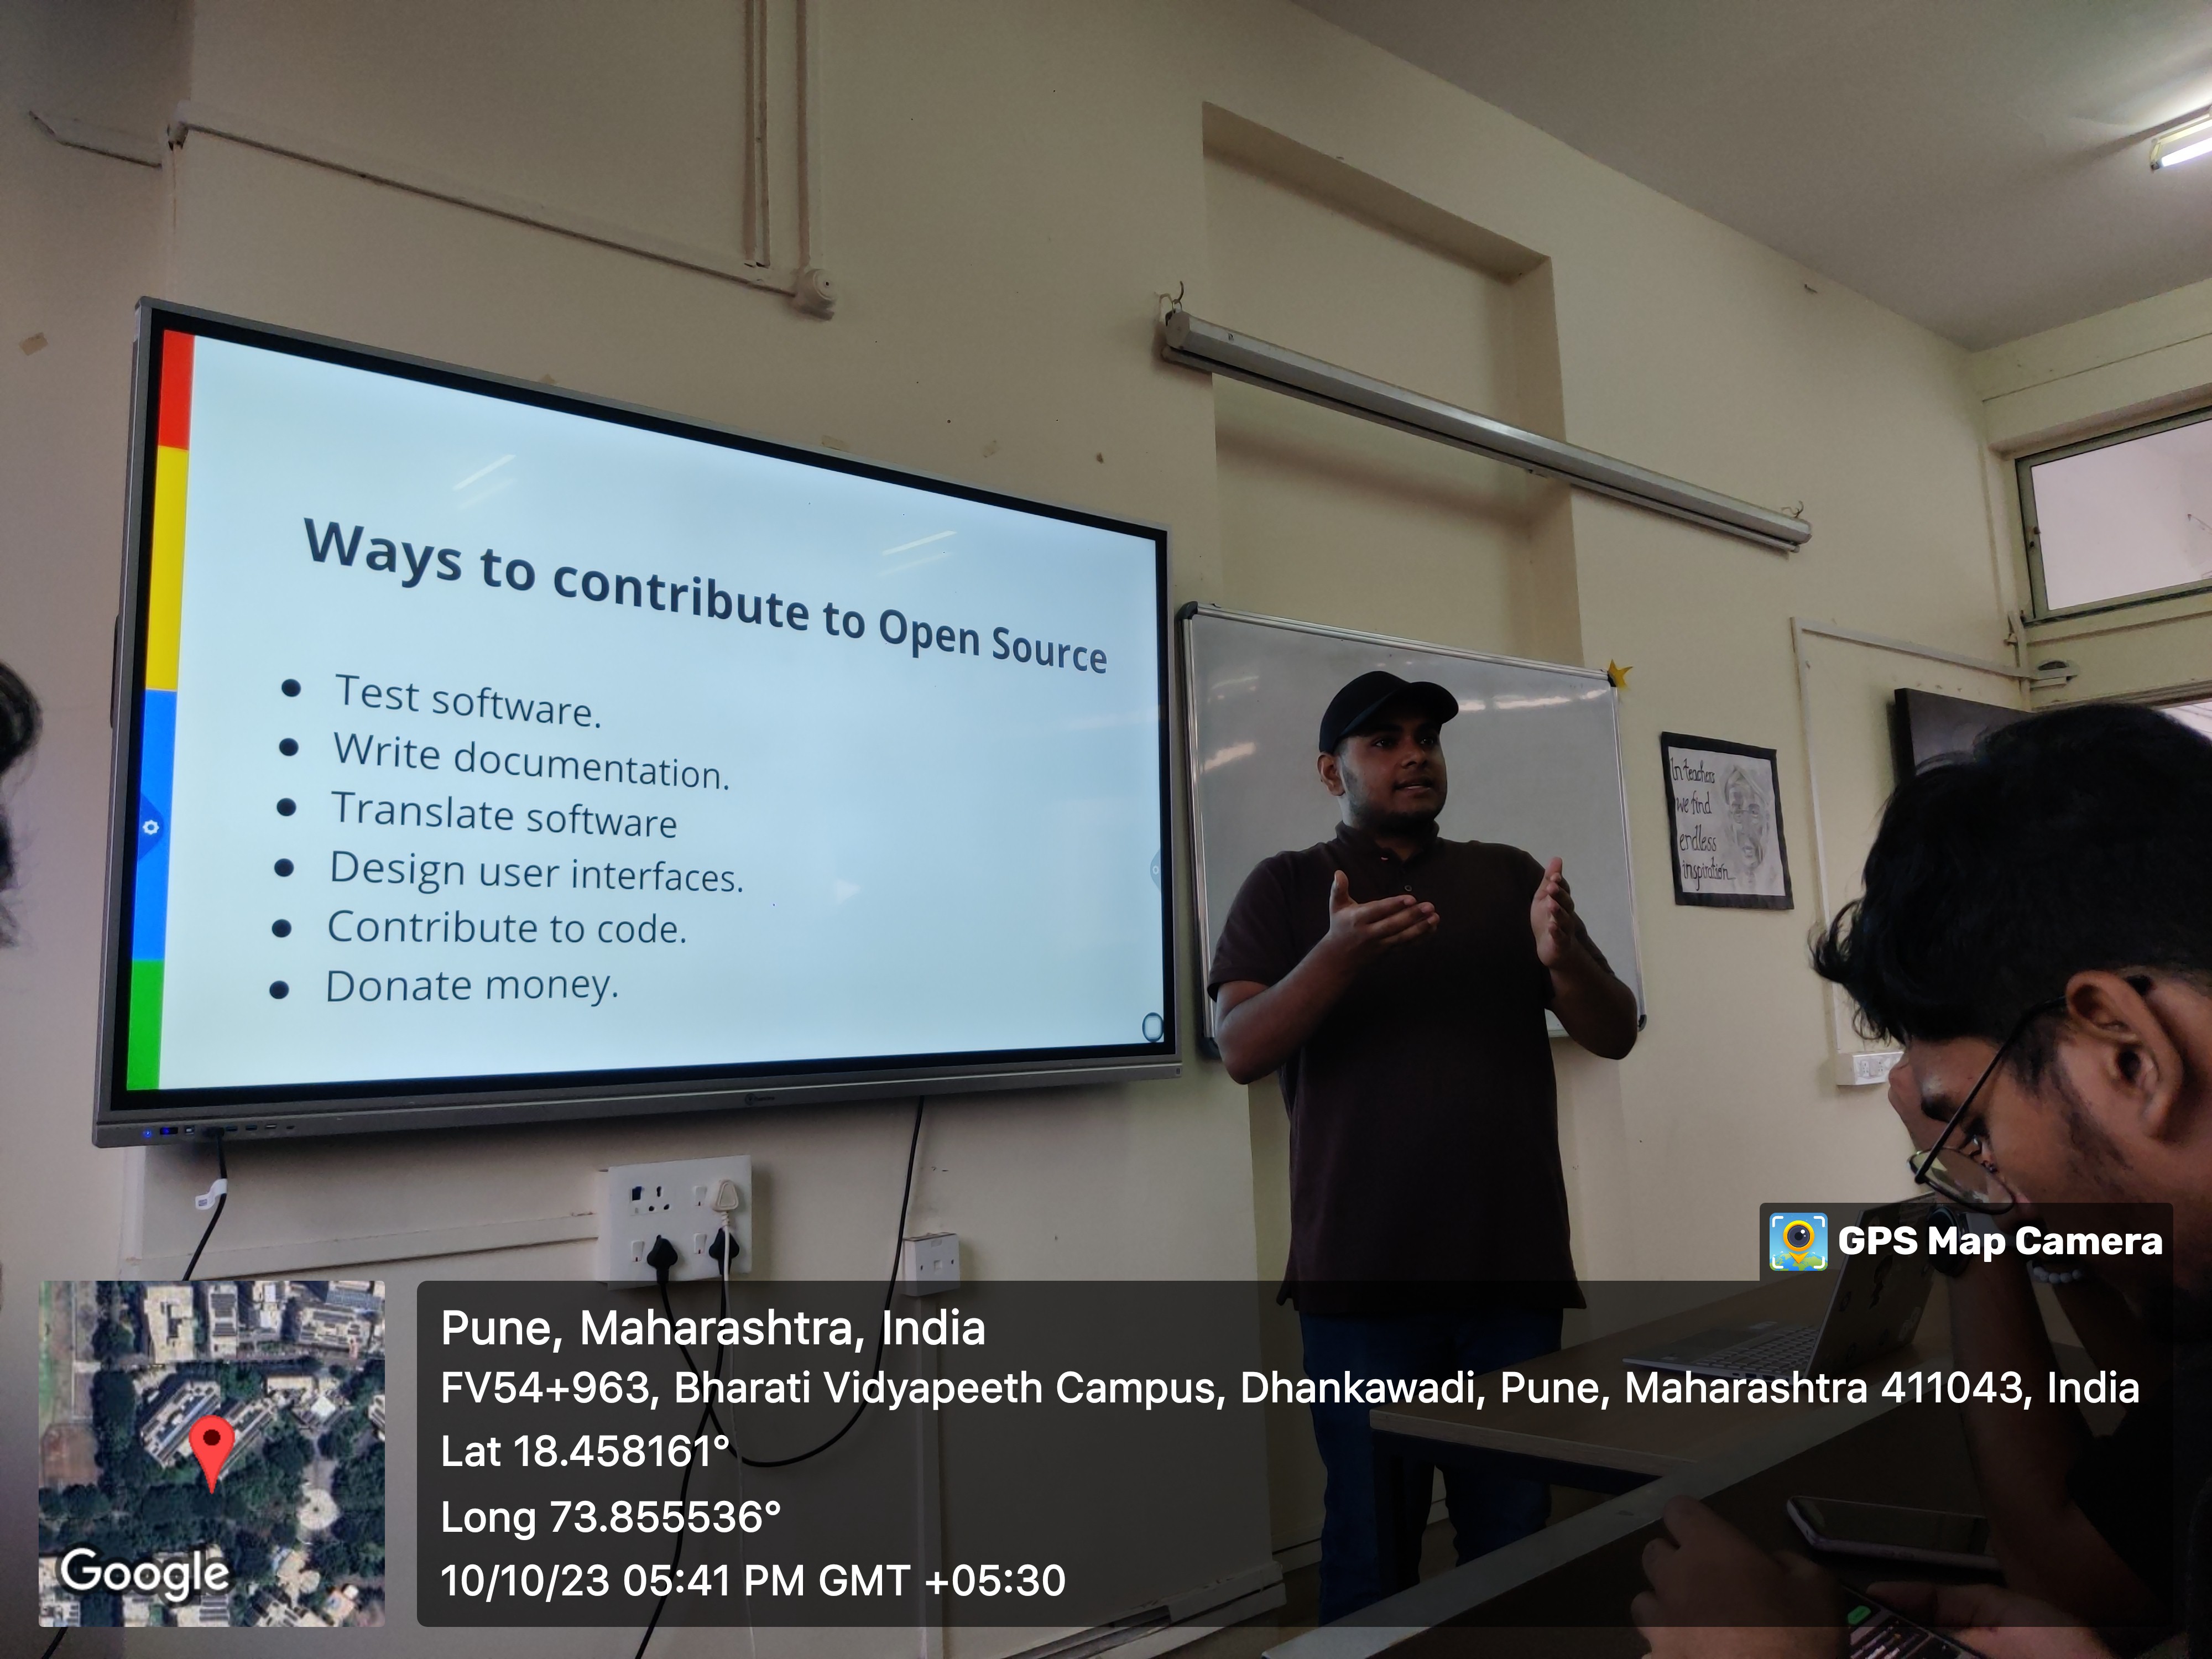 Ways to contribute to Open Source
● Test software.
● Write documentation.
● Translate software
● Design user interfaces.
● Contribute to code.
● Donate money.
In teachers
we find
endless
inspiration
GPS Map Camera
Pune, Maharashtra, India
FV54+963, Bharati Vidyapeeth Campus, Dhankawadi, Pune, Maharashtra 411043, India
Lat 18.458161°
Long 73.855536°
10/10/23 05:41 PM GMT +05:30
Google